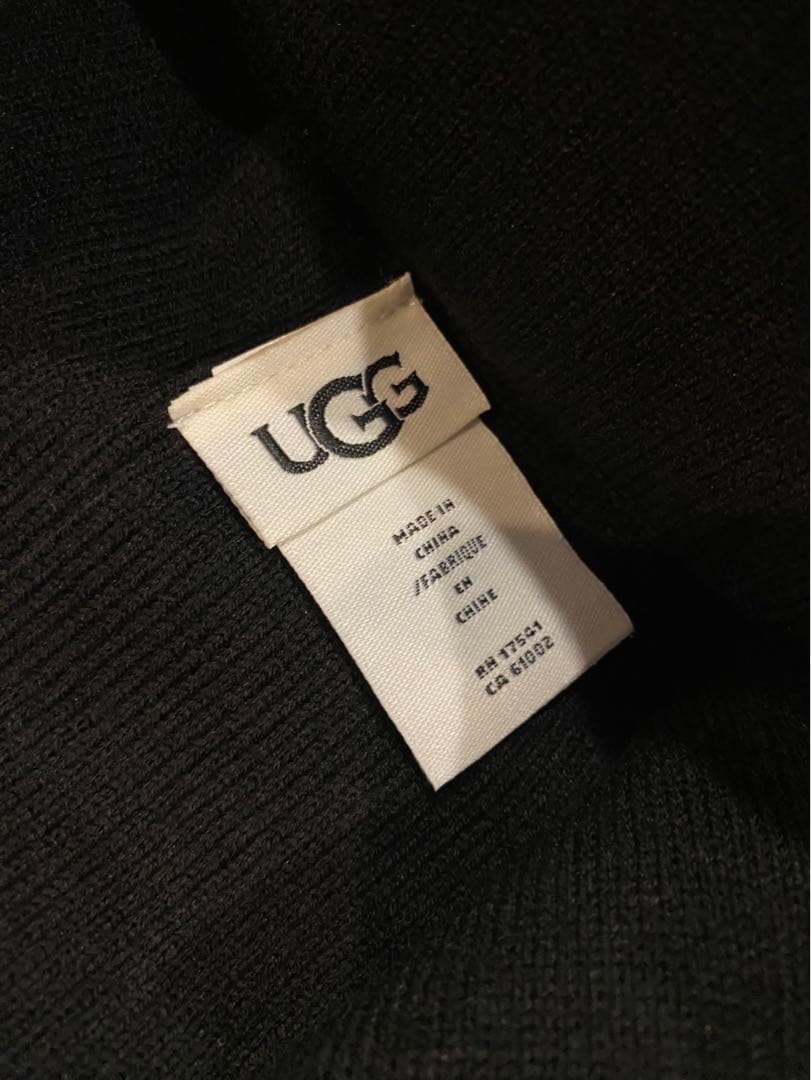 UGG
MADE IN
CHINA
/FABRIQUE
EN
CHINE
RN 17541
CA 61002